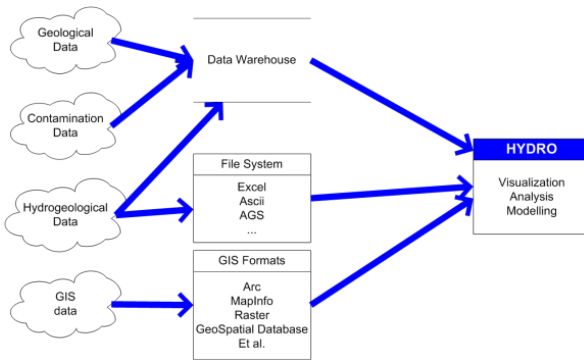 Geological
Data
Data Warehouse
Contamination
Data
HYDRO
Visualization
Analysis
Modelling
File System
Excel
Ascii
AGS
...
Hydrogeological
Data
GIS Formats
Arc
MapInfo
Raster
GeoSpatial Database
Et al.
GIS
data